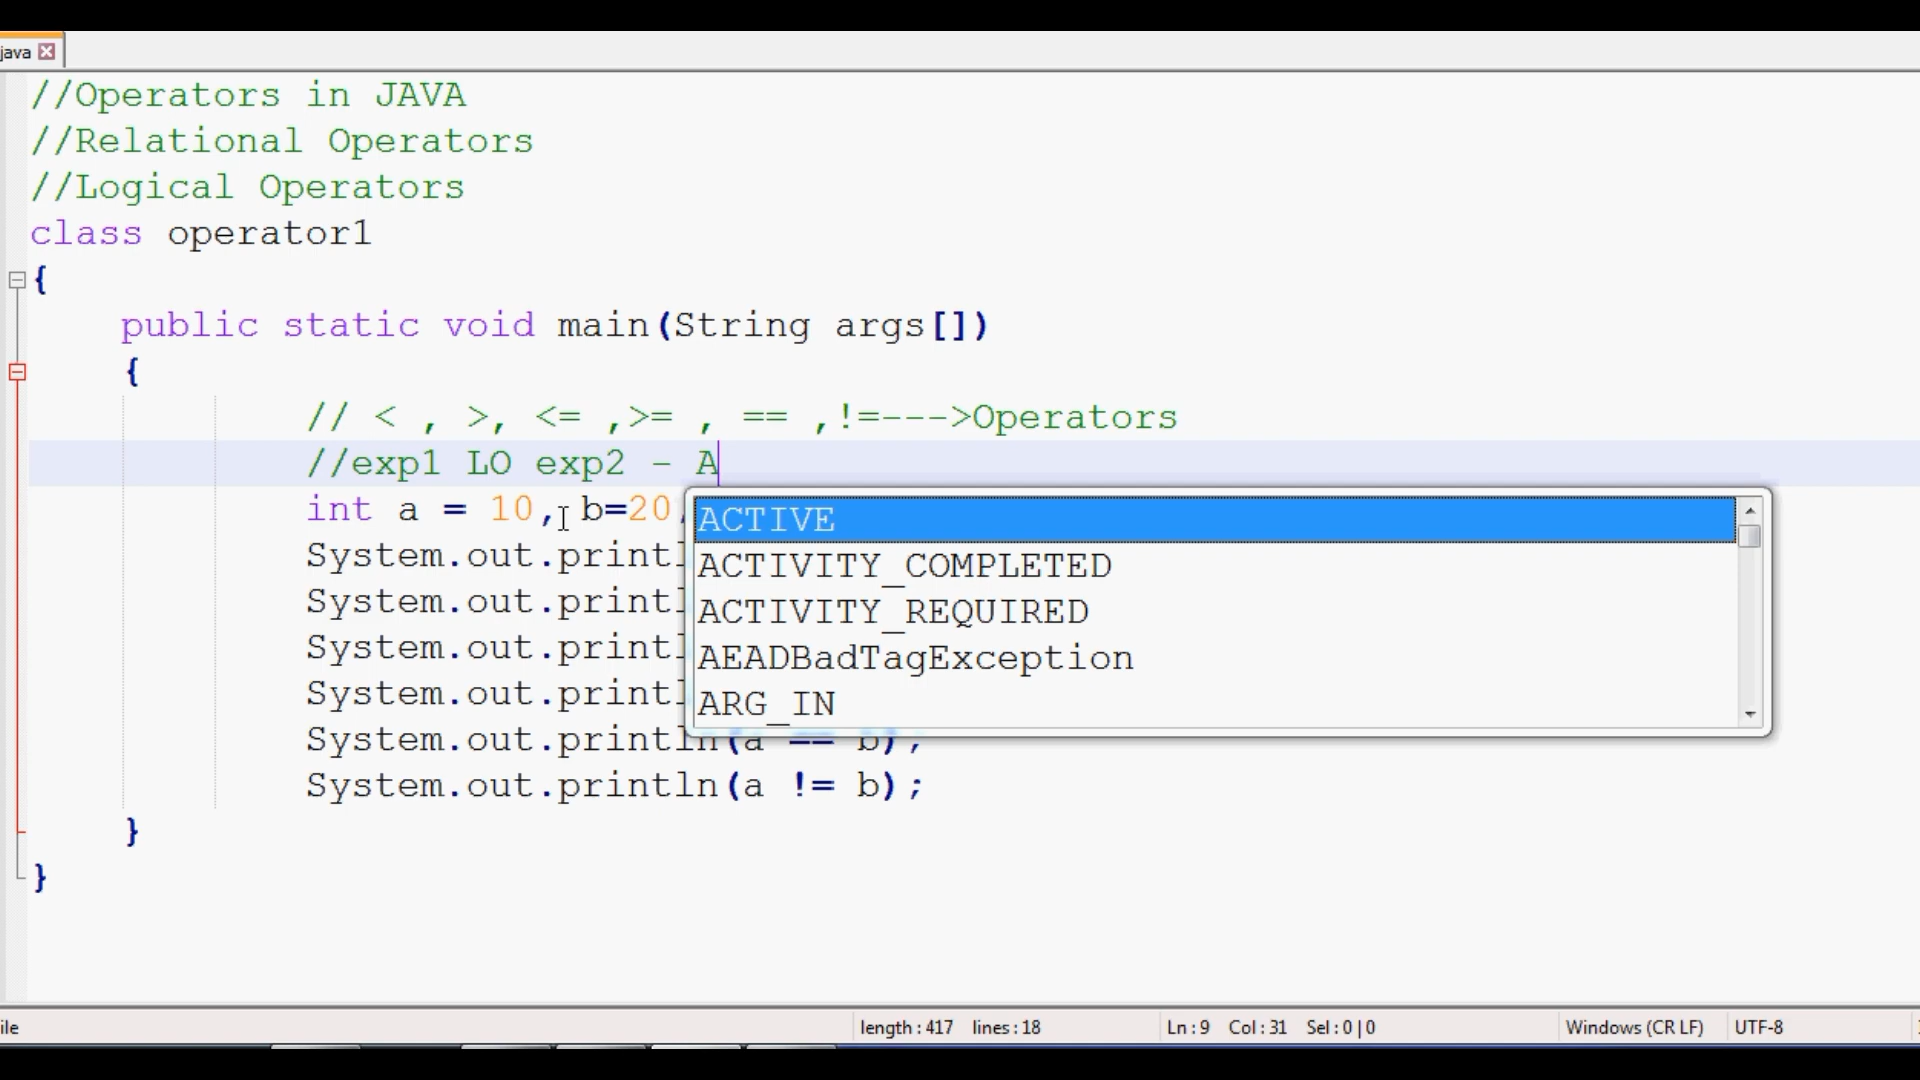 java
//Operators in JAVA
//Relational Operators
//Logical Operators
class operator1
{
public static void main(String args[])
{
// < , >, <= ,>= , == ,!=--->Operators
//exp1 LO exp2 - A
int a = 10, b=20
ACTIVE
System.out.printl
ACTIVITY_COMPLETED
System.out.printl
ACTIVITY_REQUIRED
System.out.printl
AEADBadTagException
System.out.printl
ARG_IN
System.out.println(a == b);
System.out.println(a != b);
}
}
ile
length : 417 lines : 18
Ln : 9 Col : 31 Sel : 0 | 0
Windows (CR LF)
UTF-8